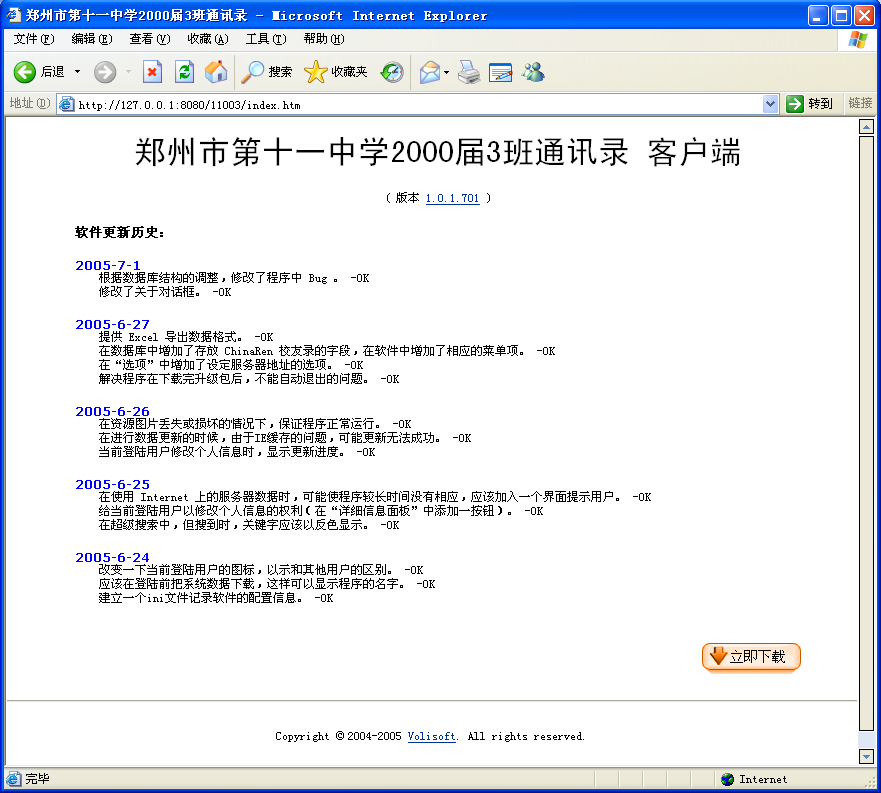 郑州市第十一中学2000届3班通讯录 - Microsoft Internet Explorer
文件(F) 编辑(E) 查看(V) 收藏(A) 工具(T) 帮助(H)
后退 搜索 收藏夹
地址(D) http://127.0.0.1:8080/11003/index.htm 转到 链接
郑州市第十一中学2000届3班通讯录 客户端
( 版本 1.0.1.701 )
软件更新历史:
2005-7-1
根据数据库结构的调整,修改了程序中 Bug 。 -OK
修改了关于对话框。 -OK
2005-6-27
提供 Excel 导出数据格式。 -OK
在数据库中增加了存放 ChinaRen 校友录的字段,在软件中增加了相应的菜单项。 -OK
在“选项”中增加了设定服务器地址的选项。 -OK
解决程序在下载完升级包后,不能自动退出的问题。 -OK
2005-6-26
在资源图片丢失或损坏的情况下,保证程序正常运行。 -OK
在进行数据更新的时候,由于IE缓存的问题,可能更新无法成功。 -OK
当前登陆用户修改个人信息时,显示更新进度。 -OK
2005-6-25
在使用 Internet 上的服务器数据时,可能使程序较长时间没有相应,应该加入一个界面提示用户。 -OK
给当前登陆用户以修改个人信息的权利(在“详细信息面板”中添加一按钮)。 -OK
在超级搜索中,但搜到时,关键字应该以反色显示。 -OK
2005-6-24
改变一下当前登陆用户的图标,以示和其他用户的区别。 -OK
应该在登陆前把系统数据下载,这样可以显示程序的名字。 -OK
建立一个ini文件记录软件的配置信息。 -OK
立即下载
Copyright ©2004-2005 Volisoft. All rights reserved.
完毕 Internet